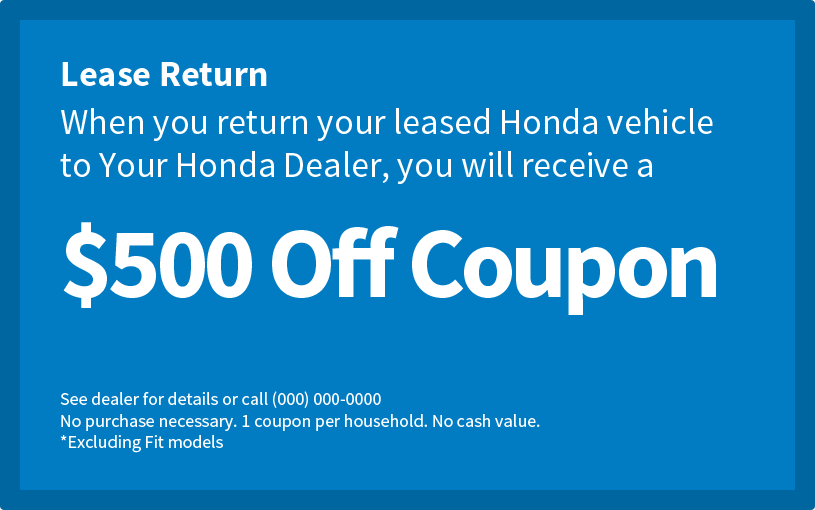 Lease Return
When you return your leased Honda vehicle
to Your Honda Dealer, you will receive a
$500 Off Coupon
See dealer for details or call (000) 000-0000
No purchase necessary. 1 coupon per household. No cash value.
*Excluding Fit models